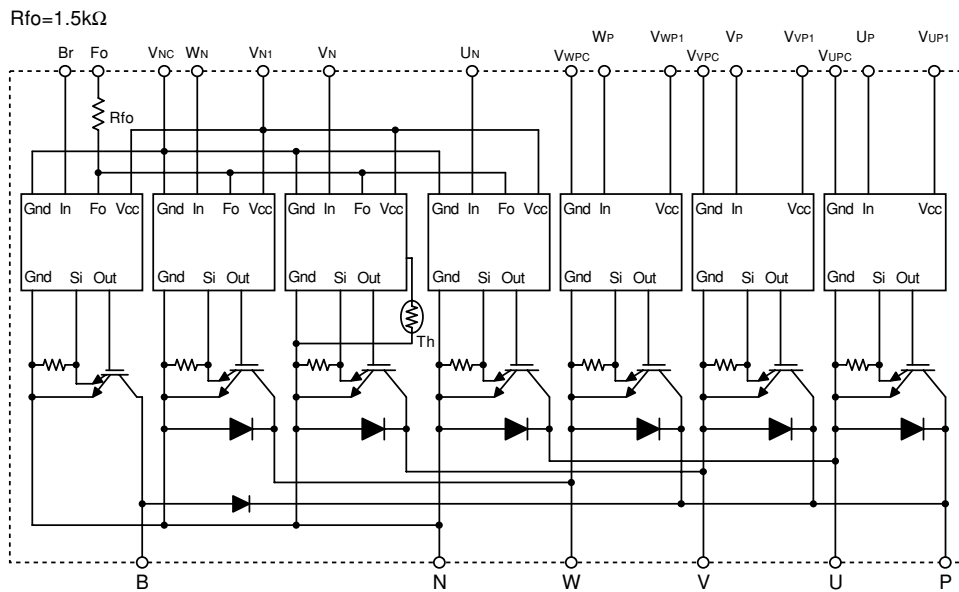 Rfo=1.5kΩ
Br Fo VNC WN VN1 VN UN VWPC WP VWP1 VVPC VP VVP1 VUPC UP VUP1
Rfo
Gnd In Fo Vcc Gnd In Fo Vcc Gnd In Fo Vcc Gnd In Fo Vcc Gnd In Vcc Gnd In Vcc Gnd In Vcc
Gnd Si Out Gnd Si Out Gnd Si Out Gnd Si Out Gnd Si Out Gnd Si Out Gnd Si Out
Th
B N W V U P